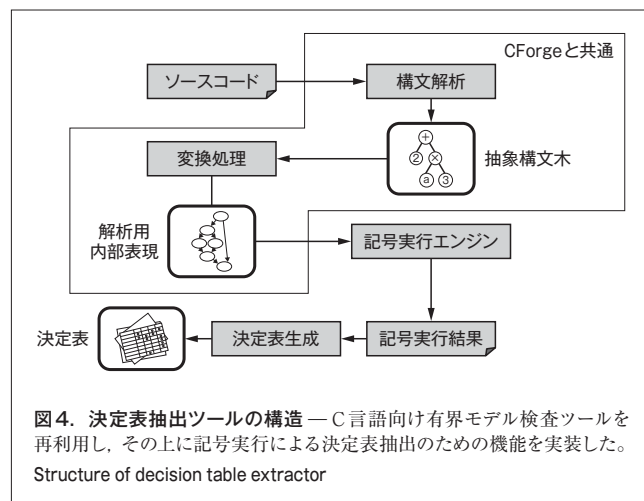 CForgeと共通
ソースコード
構文解析
+
2
×
a
3
抽象構文木
変換処理
解析用
内部表現
記号実行エンジン
決定表
決定表生成
記号実行結果
図4. 決定表抽出ツールの構造 — C言語向け有界モデル検査ツールを
再利用し，その上に記号実行による決定表抽出のための機能を実装した。
Structure of decision table extractor